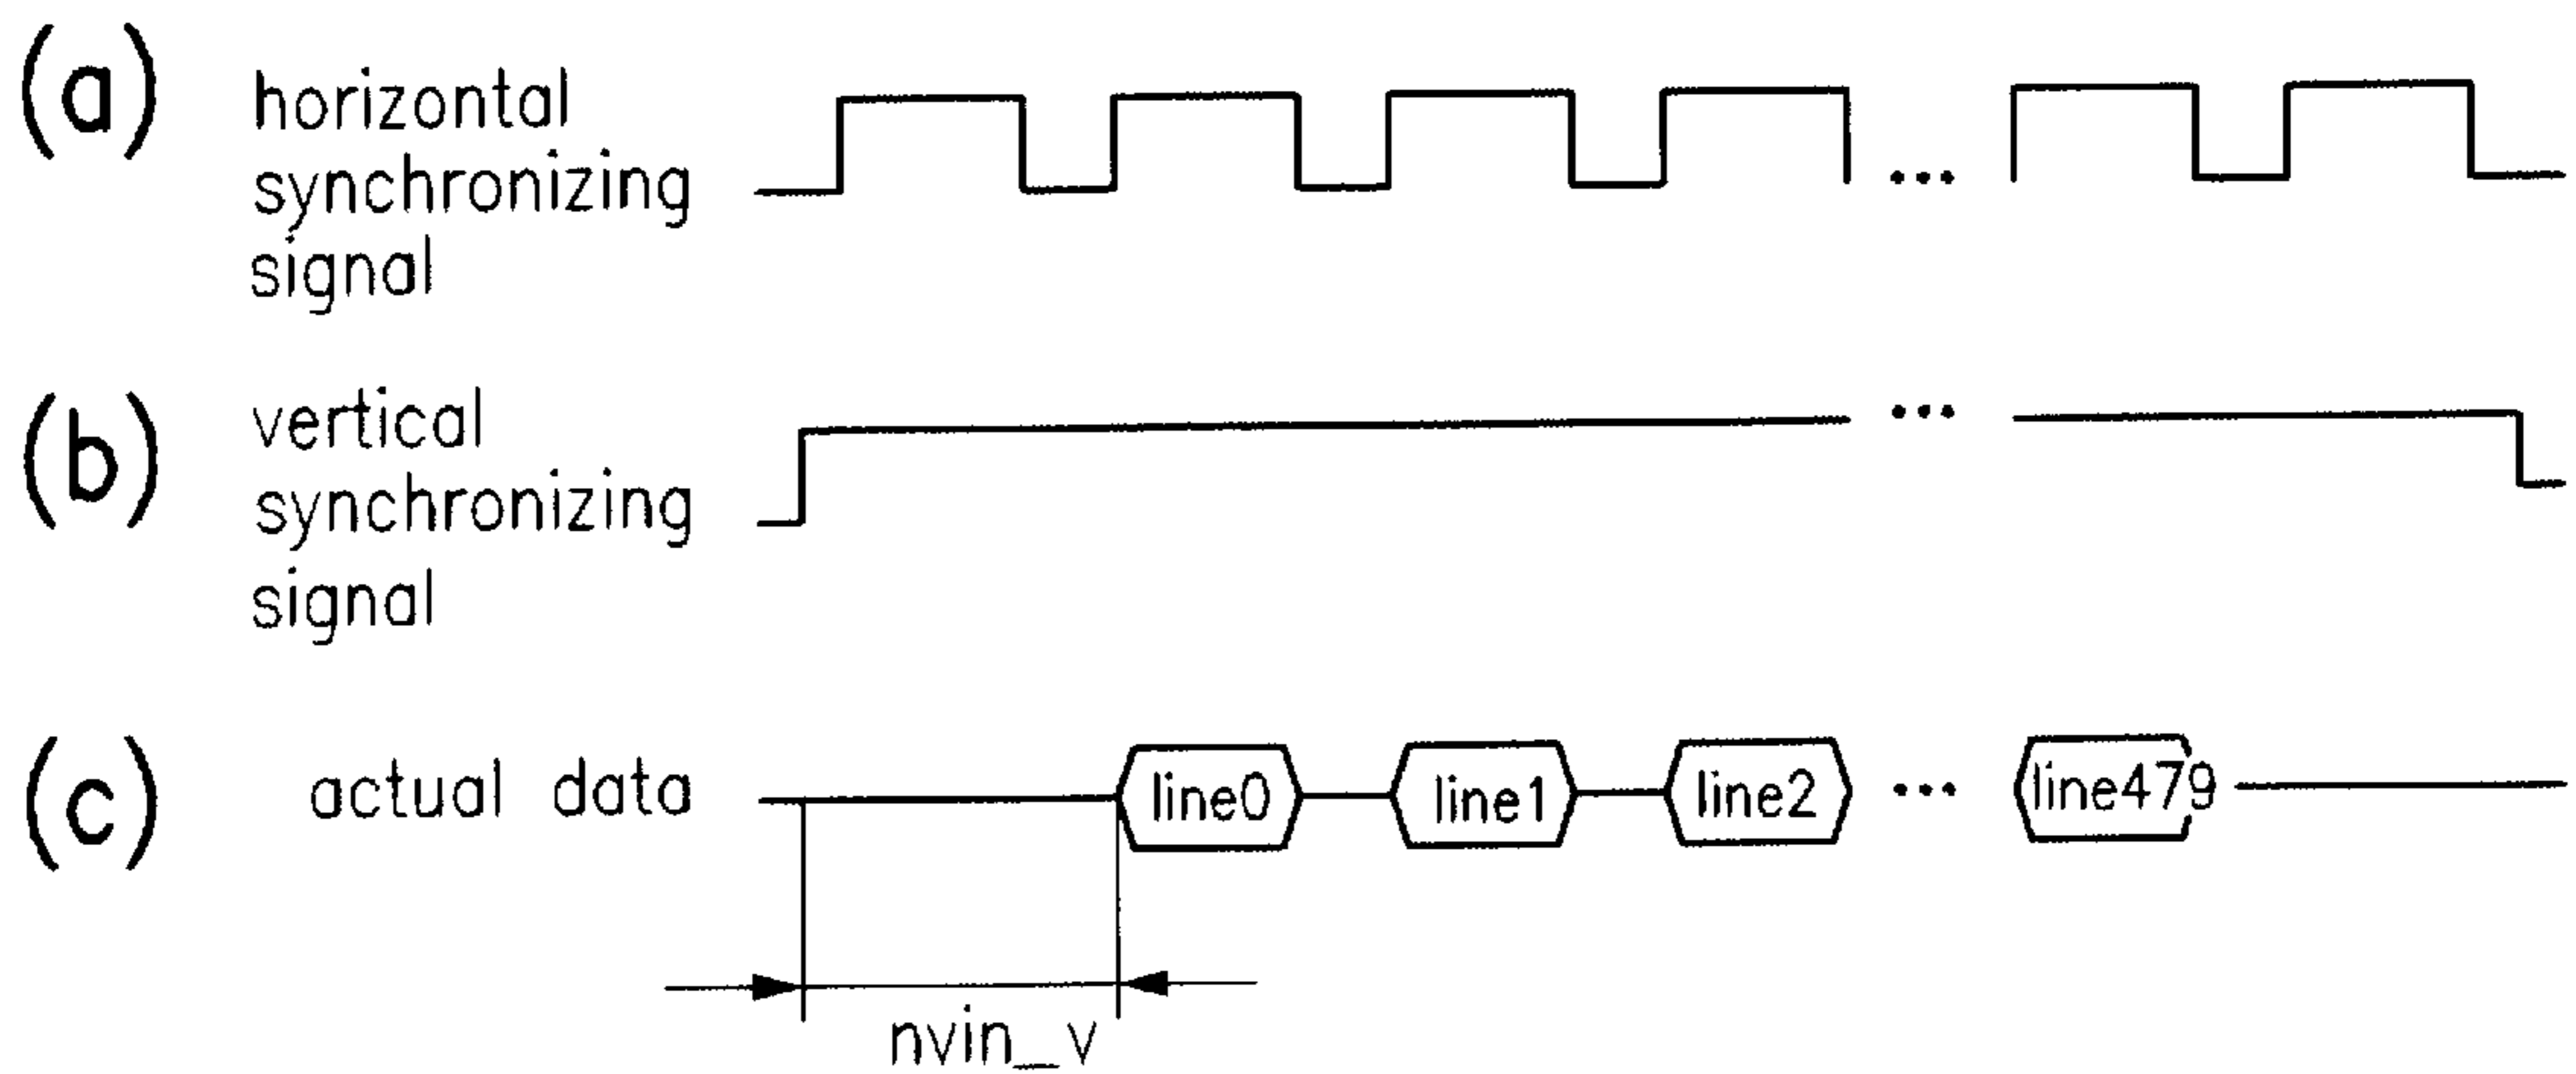 (a) horizontal
synchronizing
signal
...
(b) vertical
synchronizing
signal
...
(c) actual data
line0 line1 line2 ... line479
nvin_v